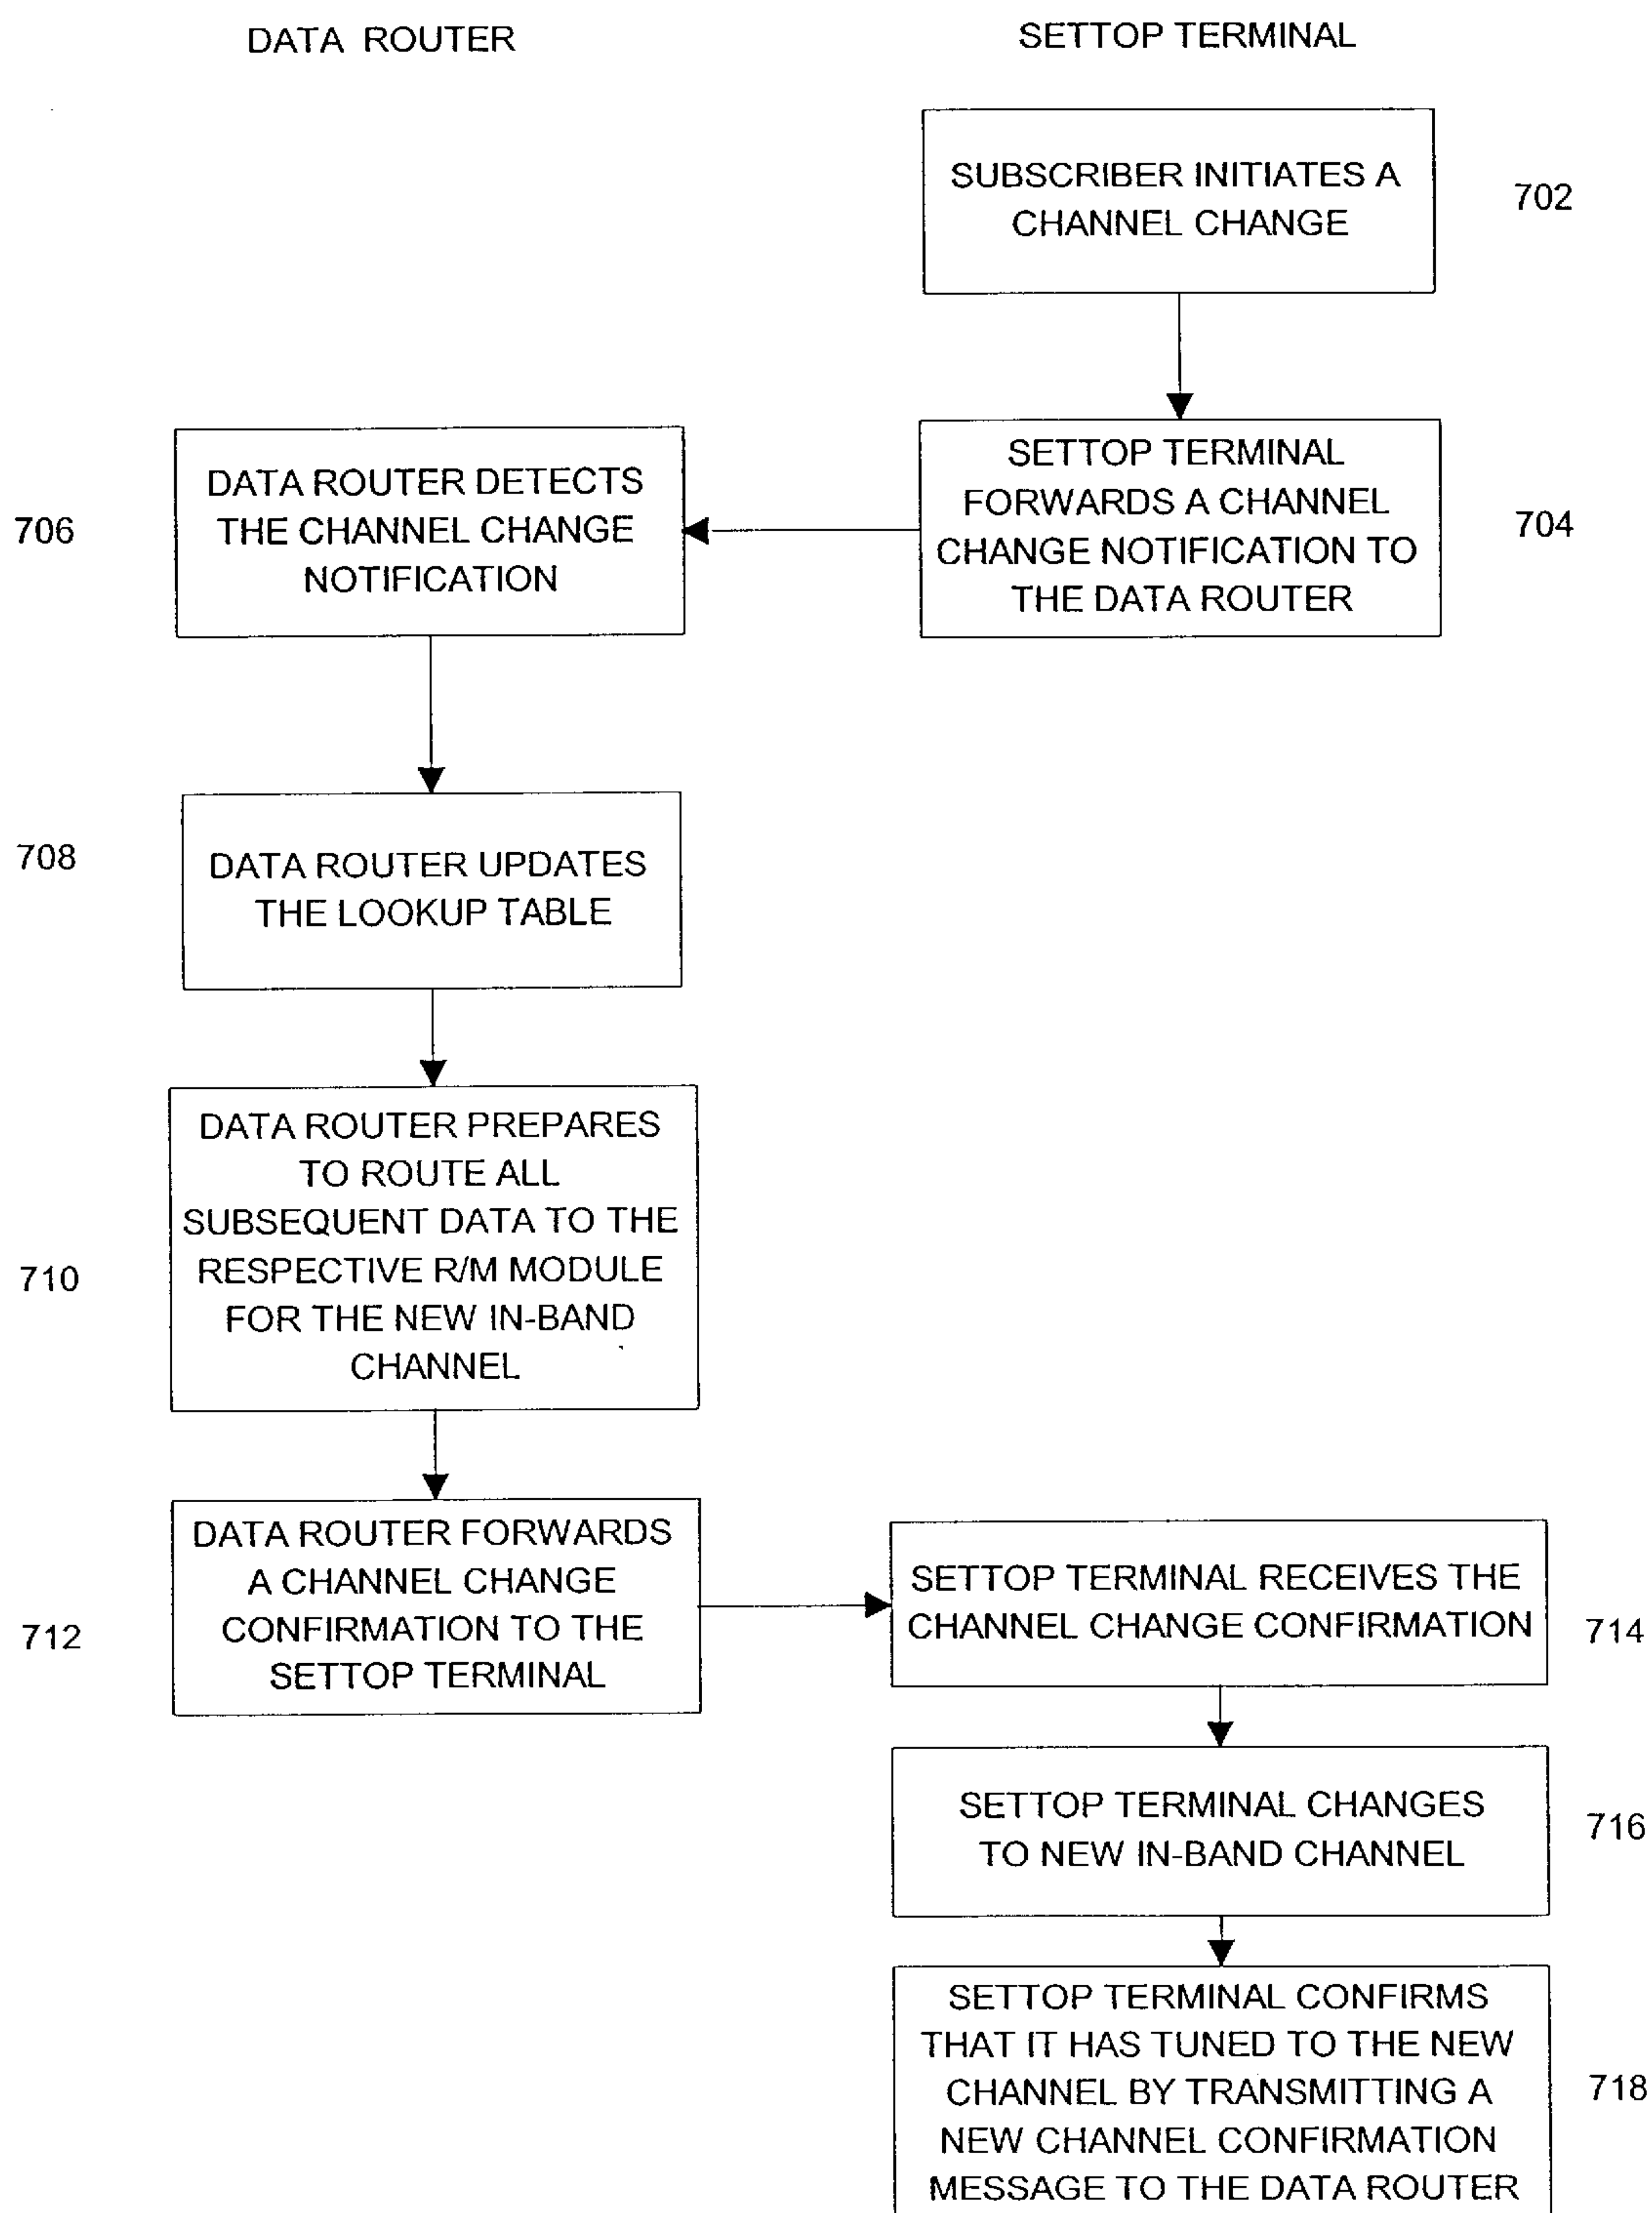 DATA ROUTER
SETTOP TERMINAL
SUBSCRIBER INITIATES A
CHANNEL CHANGE
702
SETTOP TERMINAL
FORWARDS A CHANNEL
CHANGE NOTIFICATION TO
THE DATA ROUTER
704
706
DATA ROUTER DETECTS
THE CHANNEL CHANGE
NOTIFICATION
708
DATA ROUTER UPDATES
THE LOOKUP TABLE
710
DATA ROUTER PREPARES
TO ROUTE ALL
SUBSEQUENT DATA TO THE
RESPECTIVE R/M MODULE
FOR THE NEW IN-BAND
CHANNEL
712
DATA ROUTER FORWARDS
A CHANNEL CHANGE
CONFIRMATION TO THE
SETTOP TERMINAL
SETTOP TERMINAL RECEIVES THE
CHANNEL CHANGE CONFIRMATION
714
SETTOP TERMINAL CHANGES
TO NEW IN-BAND CHANNEL
716
SETTOP TERMINAL CONFIRMS
THAT IT HAS TUNED TO THE NEW
CHANNEL BY TRANSMITTING A
NEW CHANNEL CONFIRMATION
MESSAGE TO THE DATA ROUTER
718